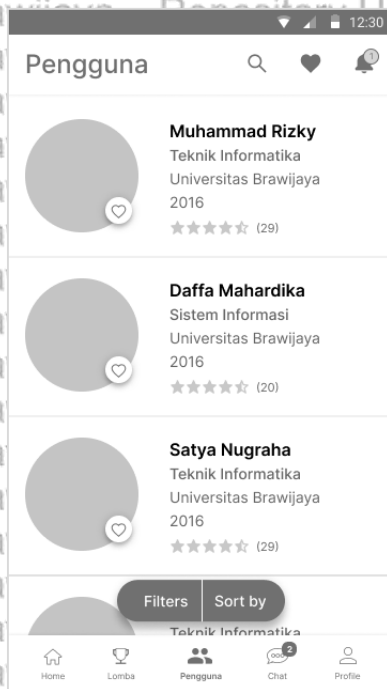 12:30
Pengguna
1
Muhammad Rizky
Teknik Informatika
Universitas Brawijaya
2016
(29)
Daffa Mahardika
Sistem Informasi
Universitas Brawijaya
2016
(20)
Satya Nugraha
Teknik Informatika
Universitas Brawijaya
2016
(29)
Filters Sort by
Teknik Informatika
2
Home Lomba Pengguna Chat Profile